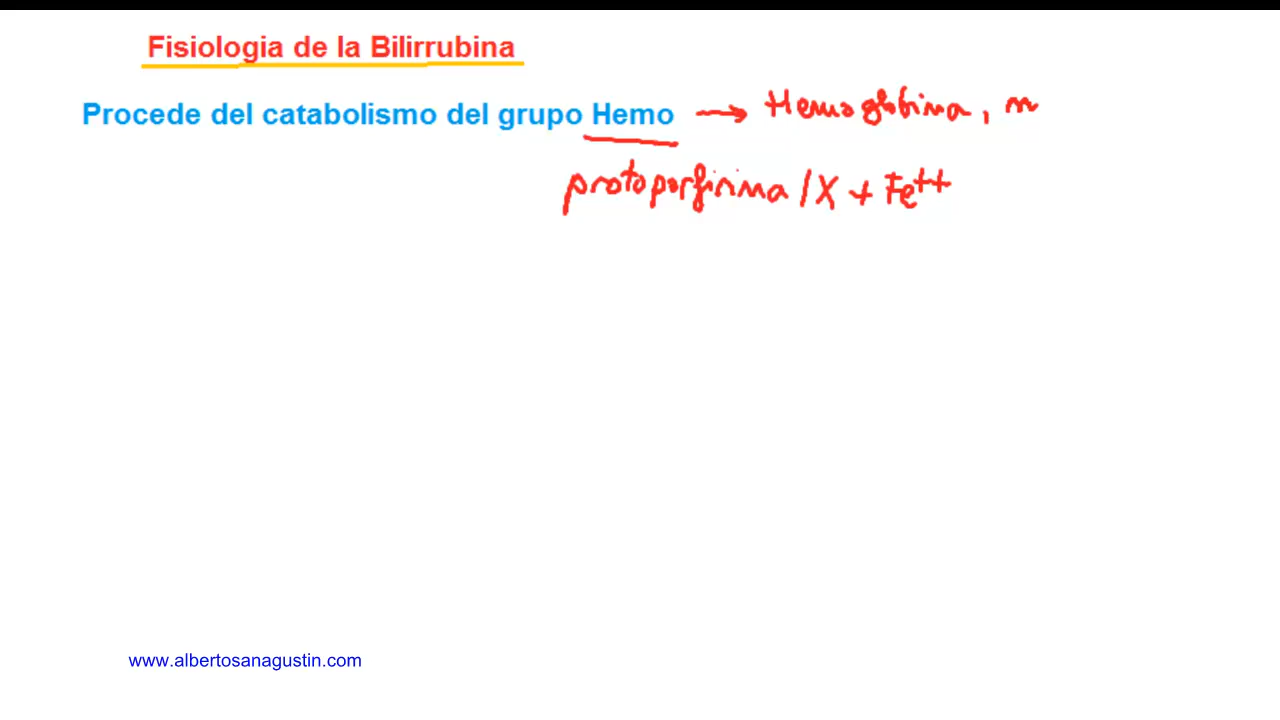 Fisiologia de la Bilirrubina
Procede del catabolismo del grupo Hemo → Hemoglobina, m
protoporfirina IX + Fe++
www.albertosanagustin.com